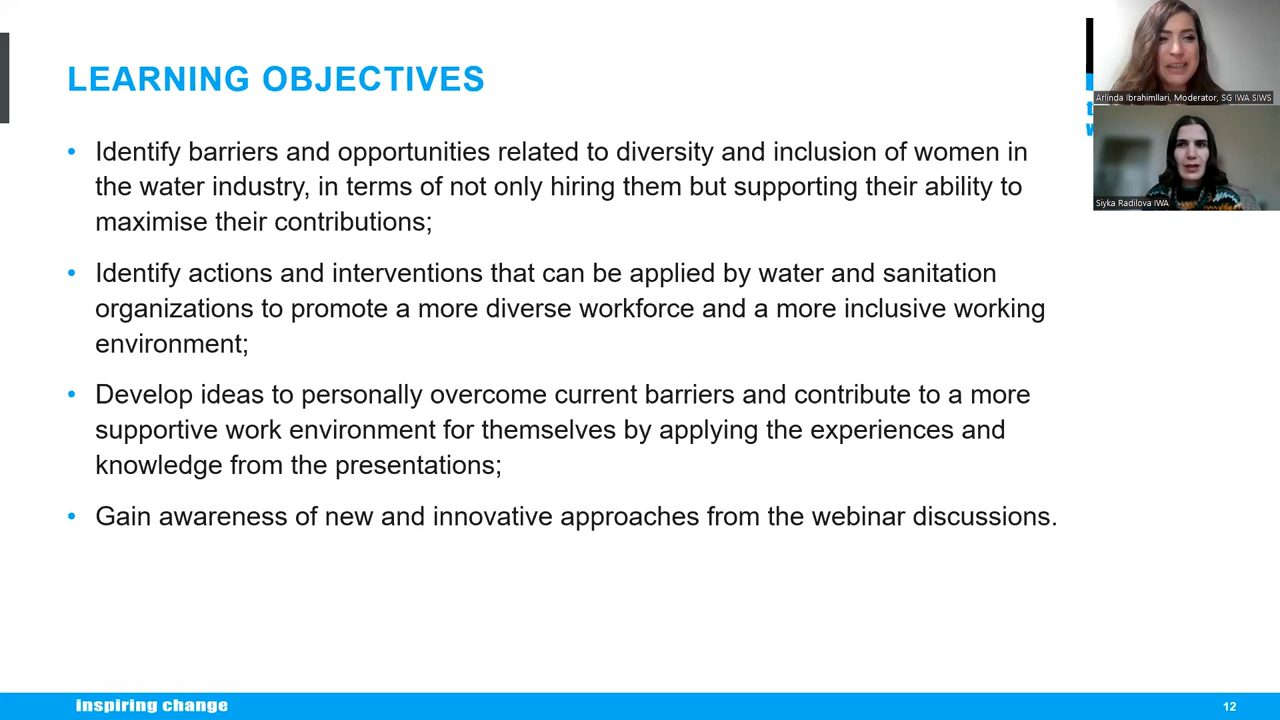 LEARNING OBJECTIVES
• Identify barriers and opportunities related to diversity and inclusion of women in
the water industry, in terms of not only hiring them but supporting their ability to
maximise their contributions;
• Identify actions and interventions that can be applied by water and sanitation
organizations to promote a more diverse workforce and a more inclusive working
environment;
• Develop ideas to personally overcome current barriers and contribute to a more
supportive work environment for themselves by applying the experiences and
knowledge from the presentations;
• Gain awareness of new and innovative approaches from the webinar discussions.
Arlinda Ibrahimllari, Moderator, SG IWA SIWS
Siyka Radilova IWA
inspiring change
12